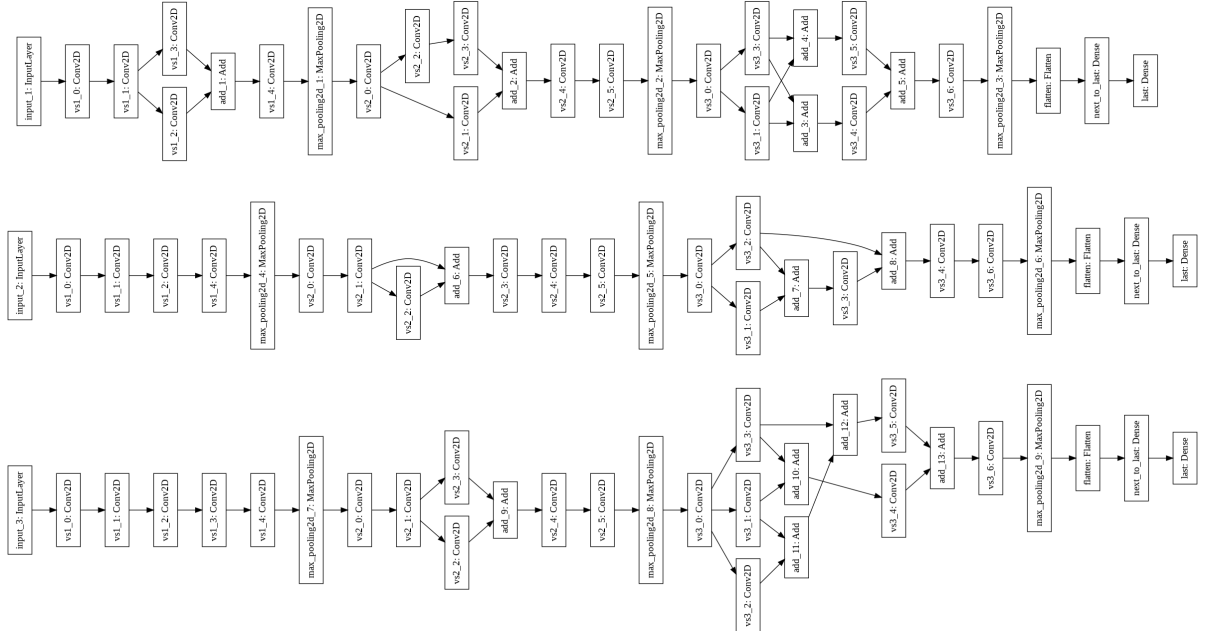 input_1: InputLayer
vs1_0: Conv2D
vs1_1: Conv2D
vs1_3: Conv2D
vs1_2: Conv2D
add_1: Add
vs1_4: Conv2D
max_pooling2d_1: MaxPooling2D
vs2_0: Conv2D
vs2_2: Conv2D
vs2_3: Conv2D
vs2_1: Conv2D
add_2: Add
vs2_4: Conv2D
vs2_5: Conv2D
max_pooling2d_2: MaxPooling2D
vs3_0: Conv2D
vs3_3: Conv2D
vs3_1: Conv2D
add_4: Add
add_3: Add
vs3_5: Conv2D
vs3_4: Conv2D
add_5: Add
vs3_6: Conv2D
max_pooling2d_3: MaxPooling2D
flatten: Flatten
next_to_last: Dense
last: Dense
input_2: InputLayer
vs1_0: Conv2D
vs1_1: Conv2D
vs1_2: Conv2D
vs1_4: Conv2D
max_pooling2d_4: MaxPooling2D
vs2_0: Conv2D
vs2_1: Conv2D
vs2_2: Conv2D
add_6: Add
vs2_3: Conv2D
vs2_4: Conv2D
vs2_5: Conv2D
max_pooling2d_5: MaxPooling2D
vs3_0: Conv2D
vs3_2: Conv2D
vs3_1: Conv2D
add_7: Add
vs3_3: Conv2D
add_8: Add
vs3_4: Conv2D
vs3_6: Conv2D
max_pooling2d_6: MaxPooling2D
flatten: Flatten
next_to_last: Dense
last: Dense
input_3: InputLayer
vs1_0: Conv2D
vs1_1: Conv2D
vs1_2: Conv2D
vs1_3: Conv2D
vs1_4: Conv2D
max_pooling2d_7: MaxPooling2D
vs2_0: Conv2D
vs2_1: Conv2D
vs2_3: Conv2D
vs2_2: Conv2D
add_9: Add
vs2_4: Conv2D
vs2_5: Conv2D
max_pooling2d_8: MaxPooling2D
vs3_0: Conv2D
vs3_3: Conv2D
vs3_1: Conv2D
vs3_2: Conv2D
add_10: Add
add_11: Add
add_12: Add
vs3_5: Conv2D
vs3_4: Conv2D
add_13: Add
vs3_6: Conv2D
max_pooling2d_9: MaxPooling2D
flatten: Flatten
next_to_last: Dense
last: Dense